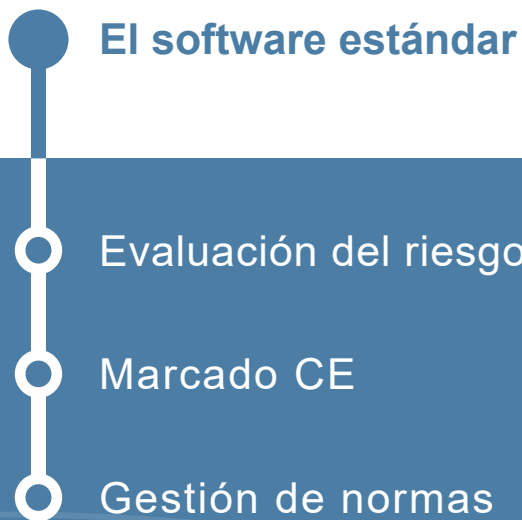 El software estándar
Evaluación del riesgo
Marcado CE
Gestión de normas